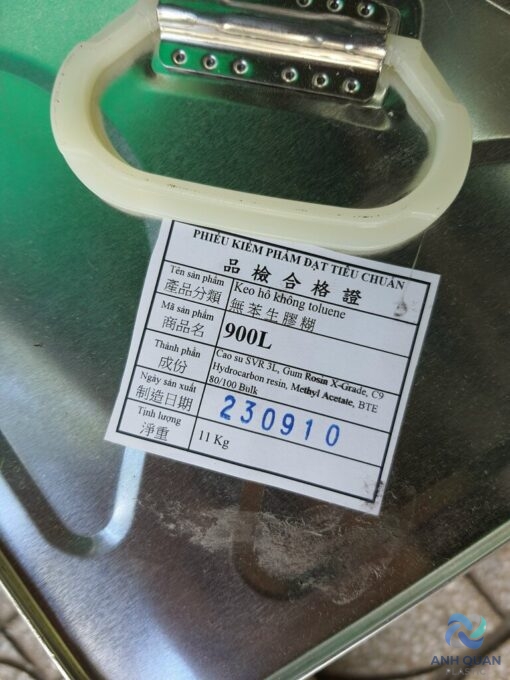 PHIẾU KIỂM PHẨM ĐẠT TIÊU CHUẨN
品檢合格證
Tên sản phẩm
產品分類
Keo hồ không toluene
無苯生膠糊
Mã sản phẩm
商品名
900L
Thành phần
成份
Cao su SVR 3L, Gum Rosin X-Grade, C9
Hydrocarbon resin, Methyl Acetate, BTE
80/100 Bulk
Ngày sản xuất
制造日期
230910
Tịnh lượng
淨重
11 Kg
ANH QUAN